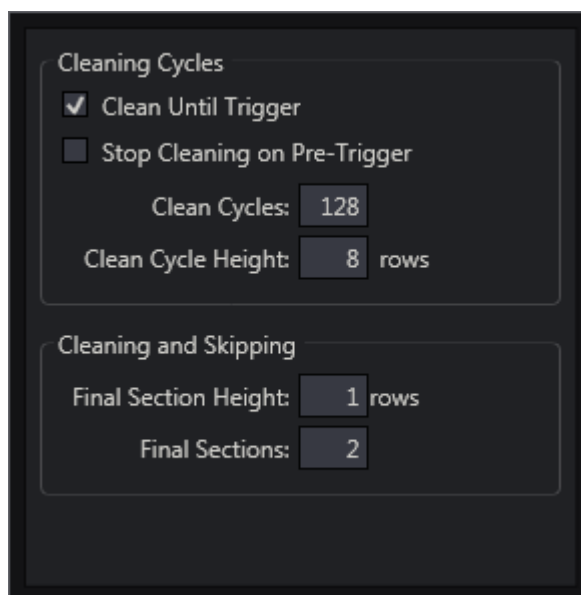 Cleaning Cycles
Clean Until Trigger
Stop Cleaning on Pre-Trigger
Clean Cycles: 128
Clean Cycle Height: 8 rows
Cleaning and Skipping
Final Section Height: 1 rows
Final Sections: 2